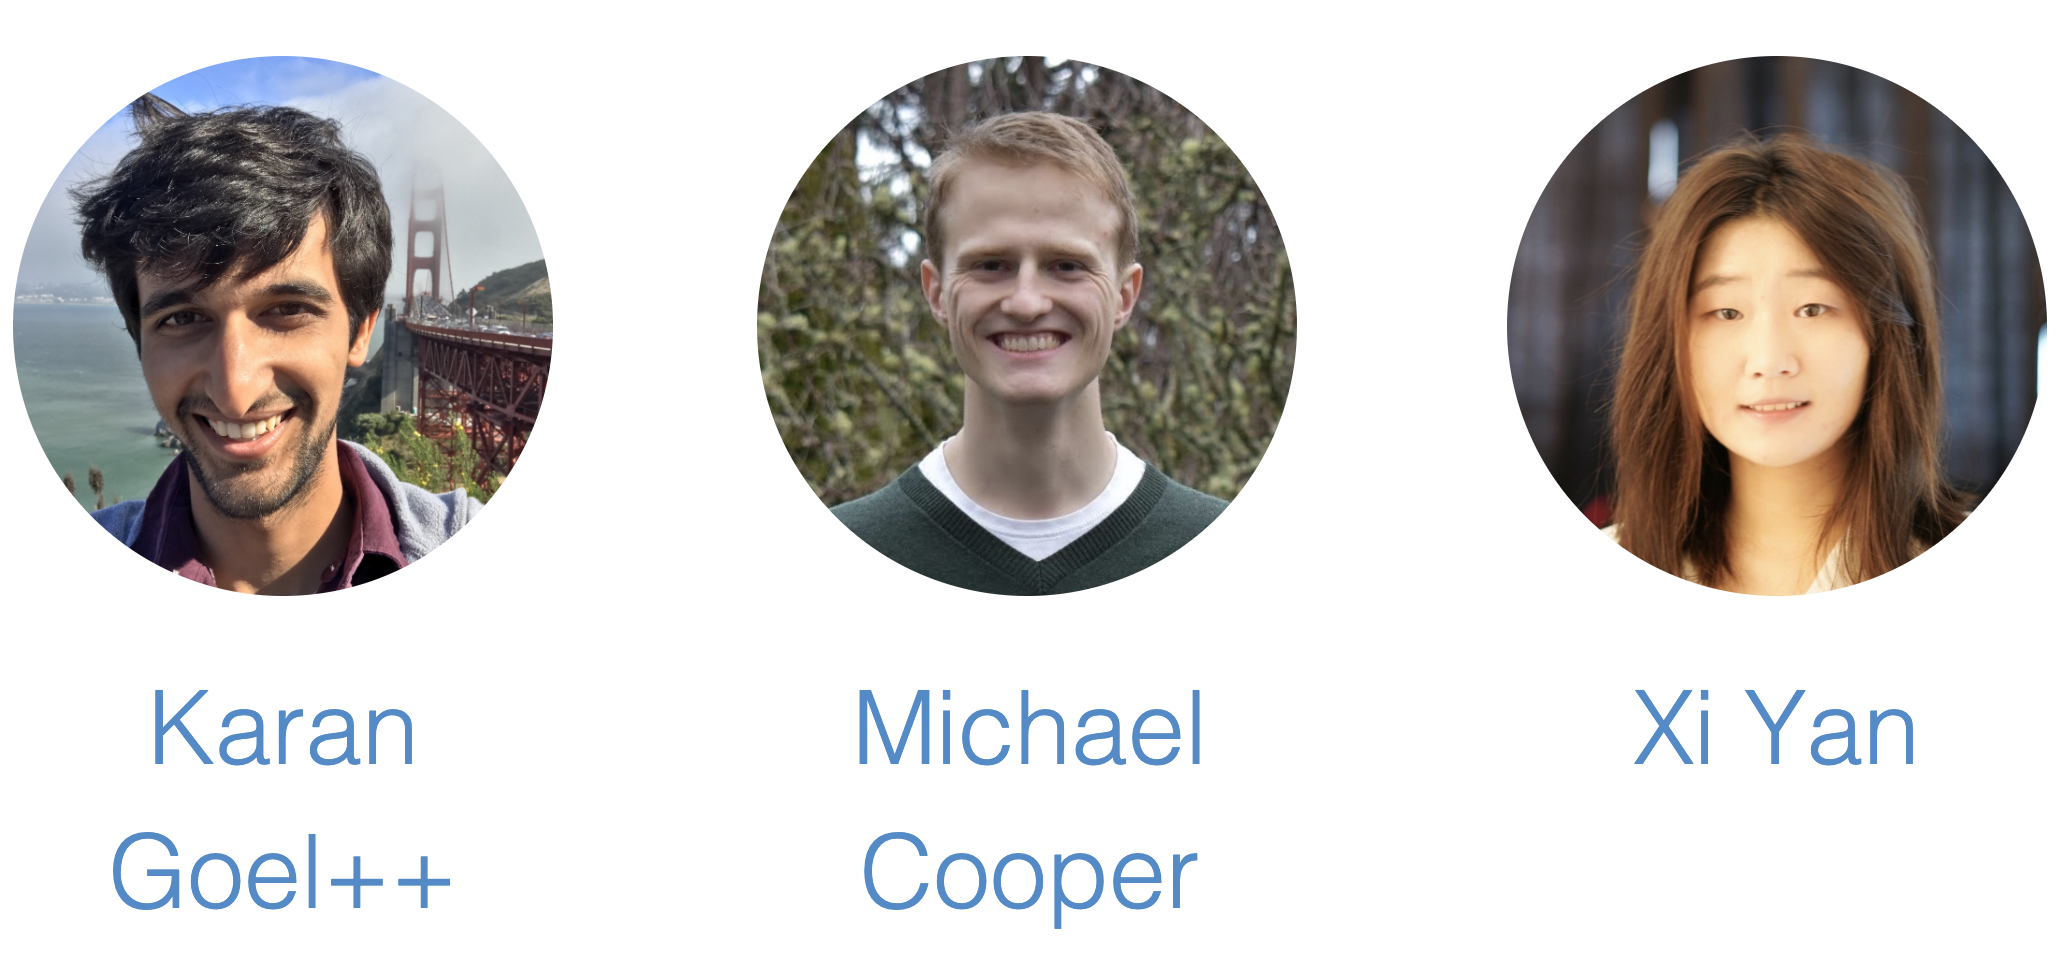 Karan
Michael
Xi Yan
Goel++
Cooper